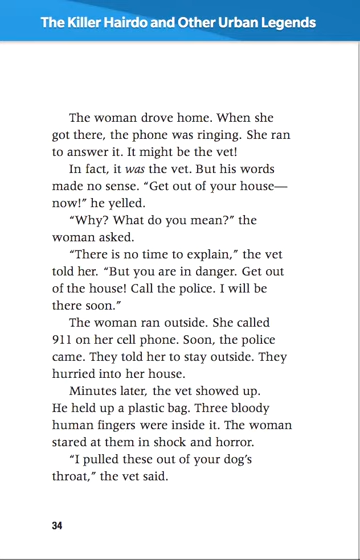 The Killer Hairdo and Other Urban Legends
The woman drove home. When she
got there, the phone was ringing. She ran
to answer it. It might be the vet!
In fact, it was the vet. But his words
made no sense. “Get out of your house—
now!” he yelled.
“Why? What do you mean?” the
woman asked.
“There is no time to explain,” the vet
told her. “But you are in danger. Get out
of the house! Call the police. I will be
there soon.”
The woman ran outside. She called
911 on her cell phone. Soon, the police
came. They told her to stay outside. They
hurried into her house.
Minutes later, the vet showed up.
He held up a plastic bag. Three bloody
human fingers were inside it. The woman
stared at them in shock and horror.
“I pulled these out of your dog’s
throat,” the vet said.
34